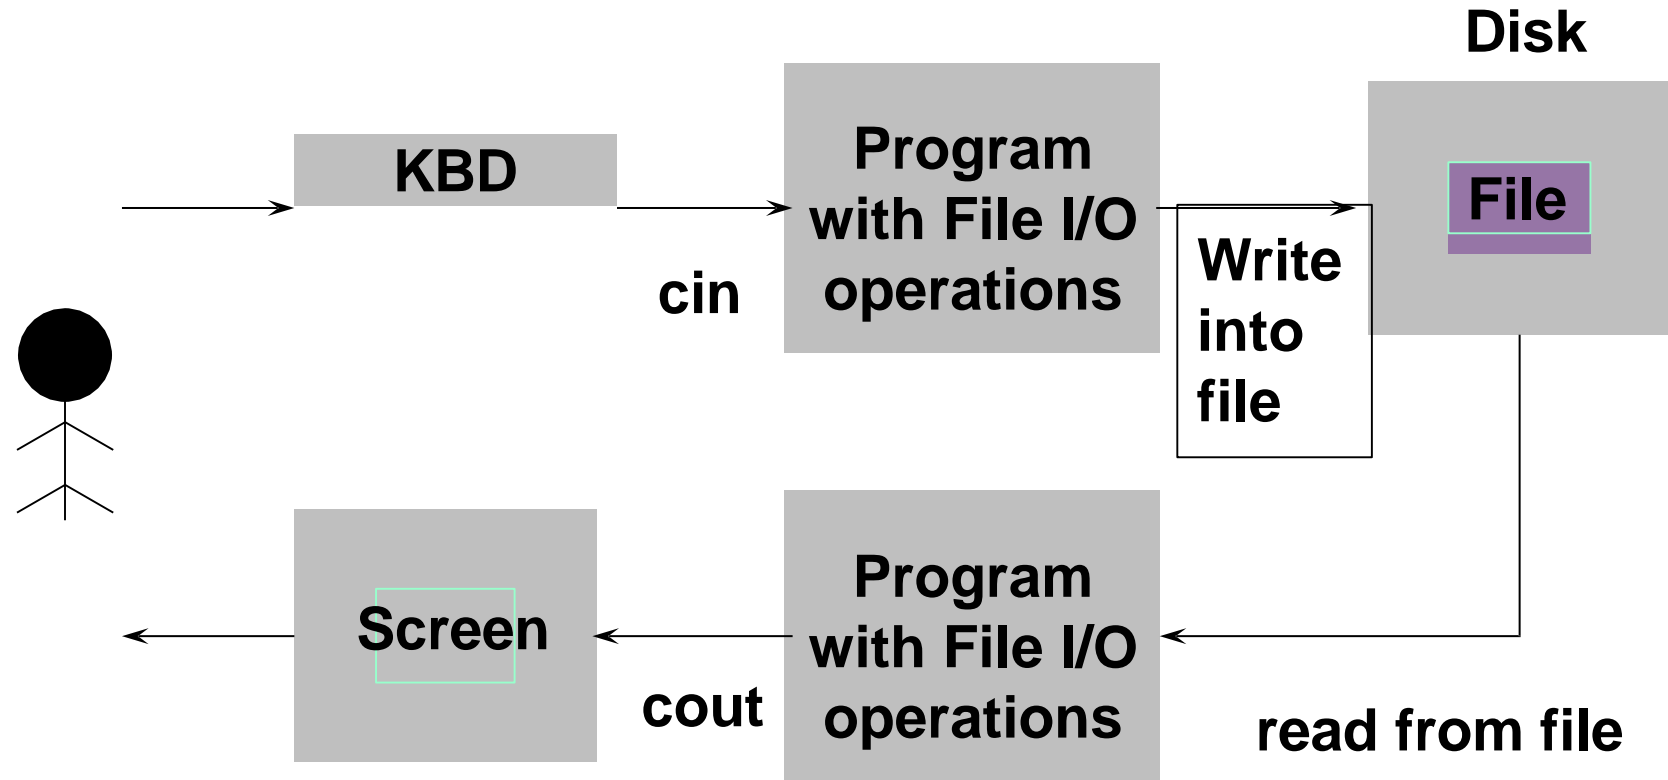 Disk
KBD
Program
with File I/O
operations
File
cin
Write
into
file
Screen
cout
Program
with File I/O
operations
read from file